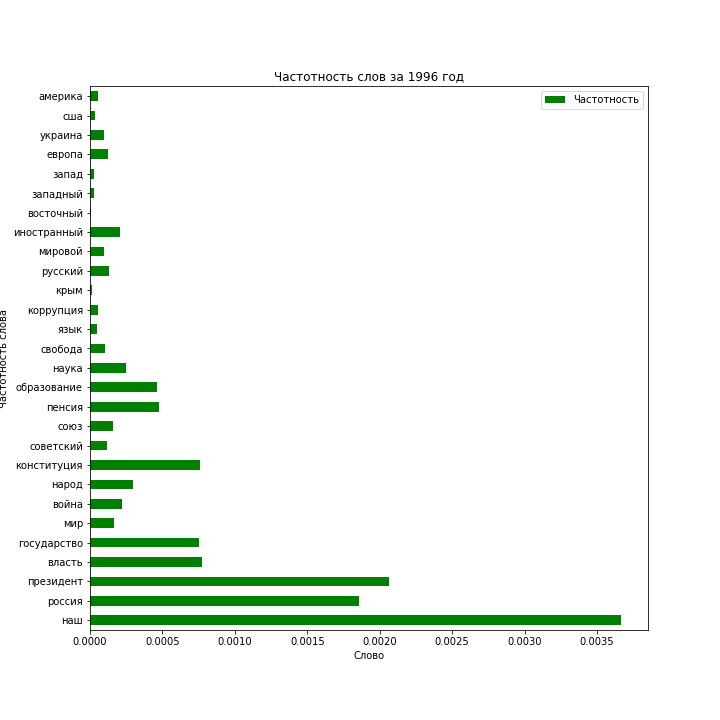 Частотность слов за 1996 год
Частотность
америка
сша
украина
европа
запад
западный
восточный
иностранный
мировой
русский
крым
коррупция
язык
свобода
наука
образование
пенсия
союз
советский
конституция
народ
война
мир
государство
власть
президент
россия
наш
Частотность слова
0.0000 0.0005 0.0010 0.0015 0.0020 0.0025 0.0030 0.0035
Слово